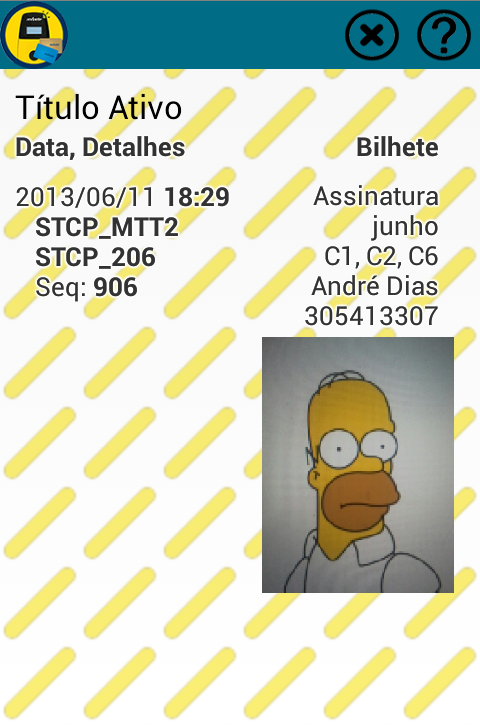 Título Ativo
Data, Detalhes Bilhete
2013/06/11 18:29 Assinatura
STCP_MTT2 junho
STCP_206 C1, C2, C6
Seq: 906 André Dias
305413307